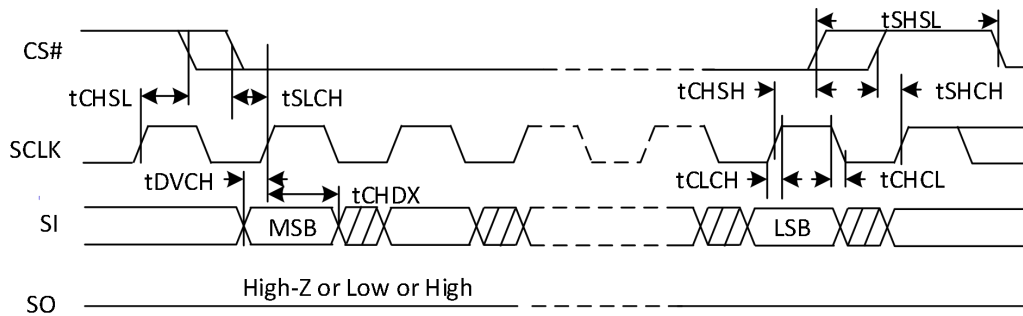 tSHSL
CS#
tCHSL
tSLCH
tCHSH
tSHCH
SCLK
tDVCH
tCHDX
tCLCH
tCHCL
SI
MSB
LSB
High-Z or Low or High
SO